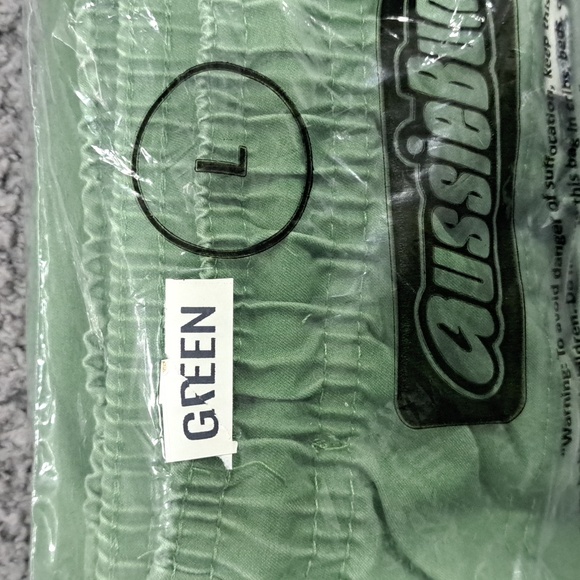 L
GREEN
aussieBum
"Warning: To avoid danger of suffocation, keep this
this bag in cribs, beds